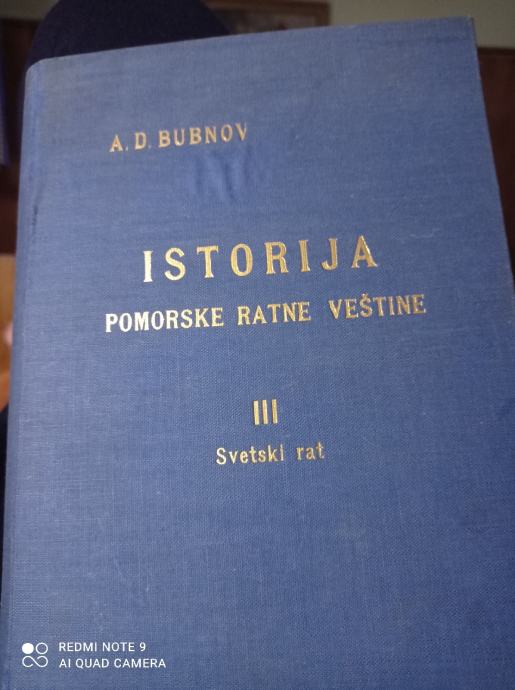 A. D. BUBNOV
ISTORIJA
POMORSKE RATNE VEŠTINE
III
Svetski rat
REDMI NOTE 9
AI QUAD CAMERA